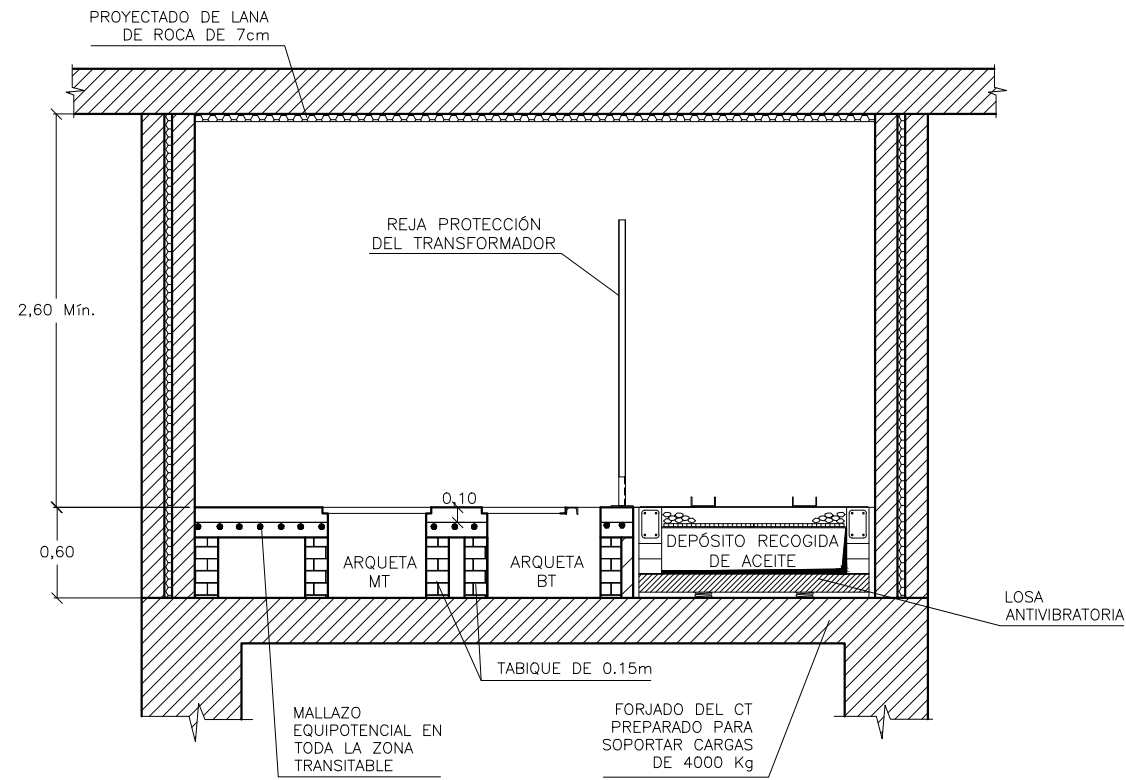 PROYECTADO DE LANA
DE ROCA DE 7cm
REJA PROTECCIÓN
DEL TRANSFORMADOR
2,60 Mín.
0,10
0,60
ARQUETA
MT
ARQUETA
BT
DEPÓSITO RECOGIDA
DE ACEITE
LOSA
ANTIVIBRATORIA
TABIQUE DE 0.15m
MALLAZO
EQUIPOTENCIAL EN
TODA LA ZONA
TRANSITABLE
FORJADO DEL CT
PREPARADO PARA
SOPORTAR CARGAS
DE 4000 Kg